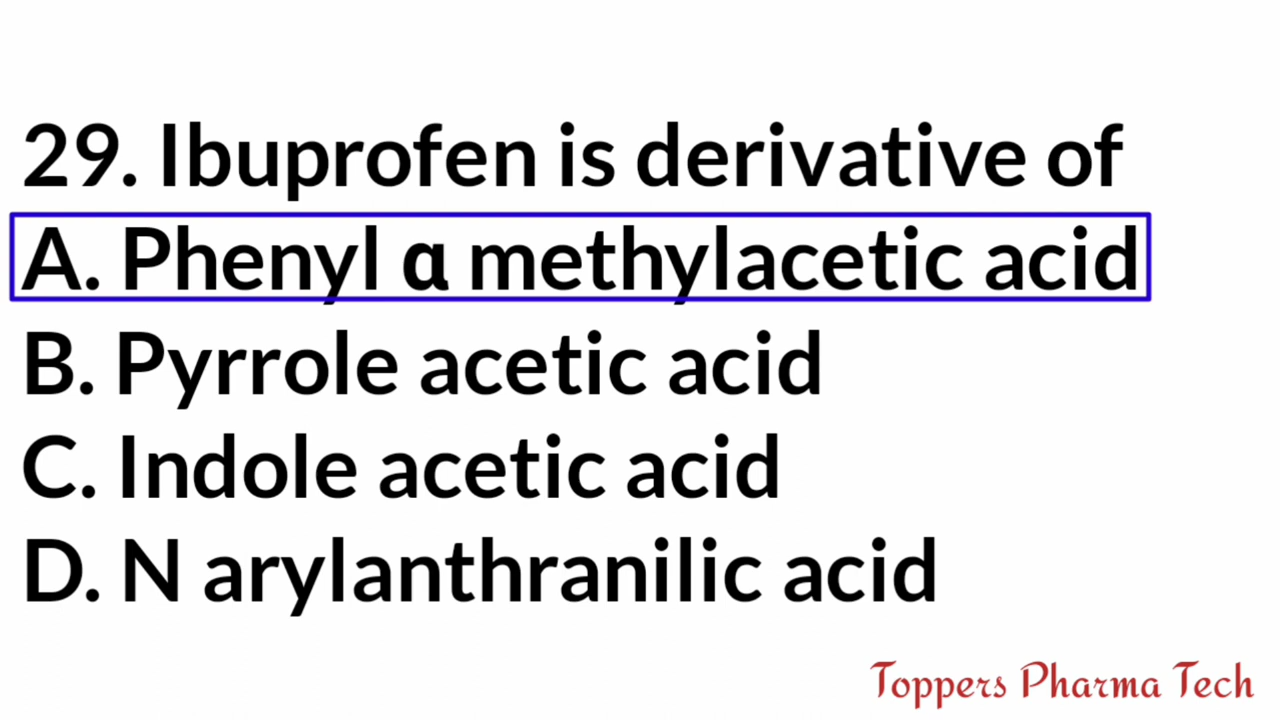 29. Ibuprofen is derivative of
A. Phenyl α methylacetic acid
B. Pyrrole acetic acid
C. Indole acetic acid
D. N arylanthranilic acid
Toppers Pharma Tech